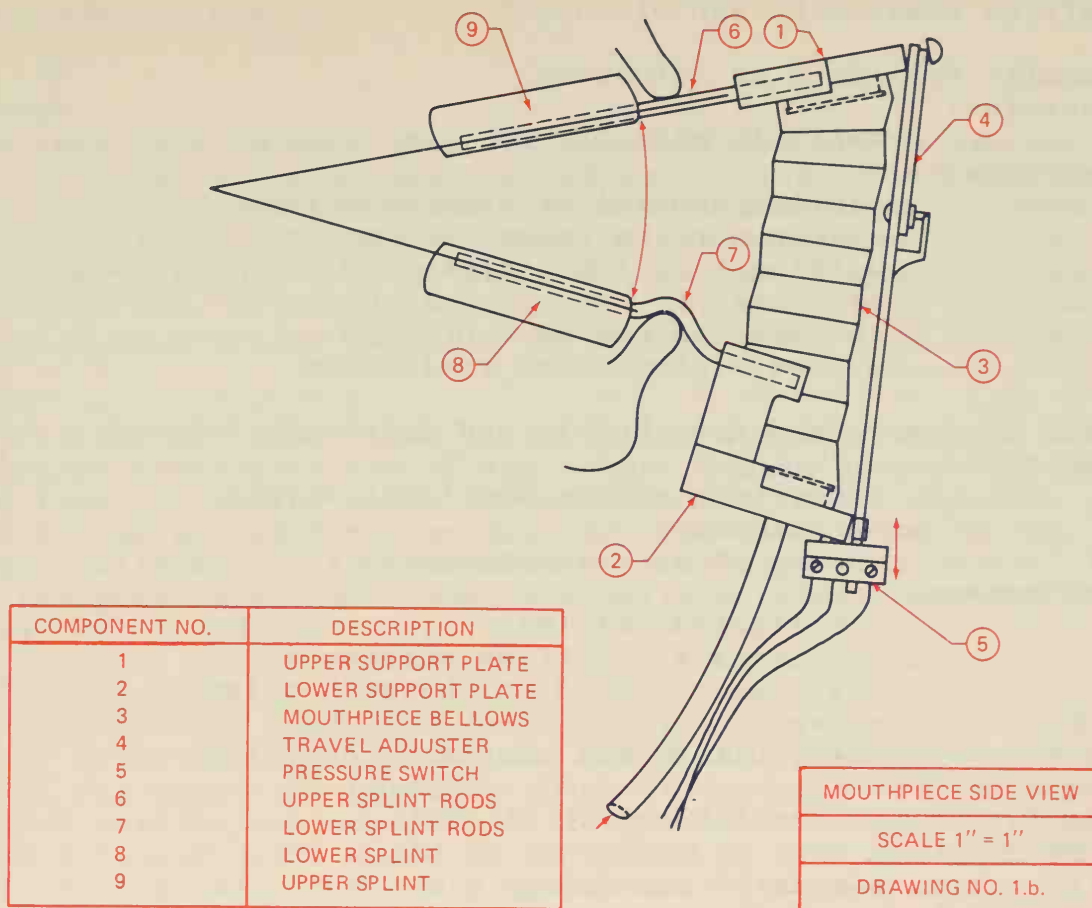 9
6
1
4
7
8
3
2
5
COMPONENT NO. DESCRIPTION
1 UPPER SUPPORT PLATE
2 LOWER SUPPORT PLATE
3 MOUTHPIECE BELLOWS
4 TRAVEL ADJUSTER
5 PRESSURE SWITCH
6 UPPER SPLINT RODS
7 LOWER SPLINT RODS
8 LOWER SPLINT
9 UPPER SPLINT
MOUTHPIECE SIDE VIEW
SCALE 1″ = 1″
DRAWING NO. 1.b.